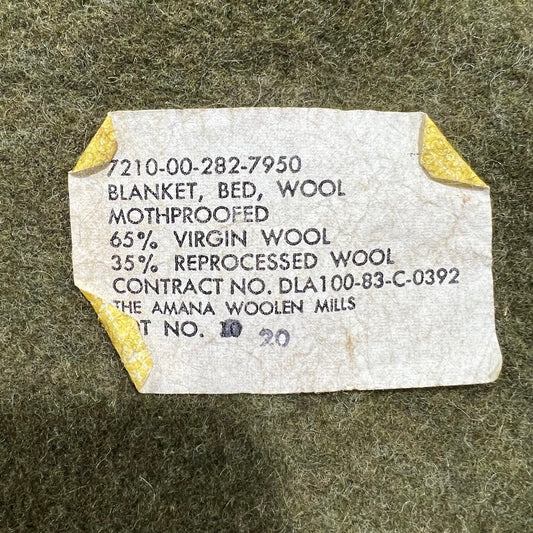 7210-00-282-7950
BLANKET, BED, WOOL
MOTHPROOFED
65% VIRGIN WOOL
35% REPROCESSED WOOL
CONTRACT NO. DLA100-83-C-0392
THE AMANA WOOLEN MILLS
T NO. 10 20